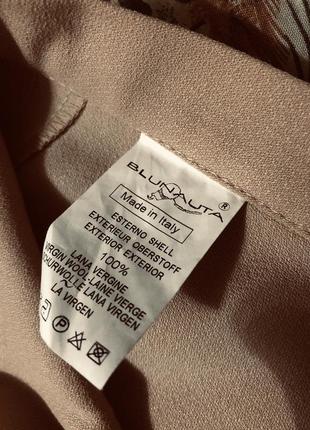 BLUNAUTA ®
Made in Italy
ESTERNO SHELL
EXTERIEUR OBERSTOFF
EXTERIOR EXTERIOR
100%
LANA VERGINE
VIRGIN WOOL-LAINE VIERGE
SCHURWOLLE LANA VIRGEN
LÃ VIRGEN
P